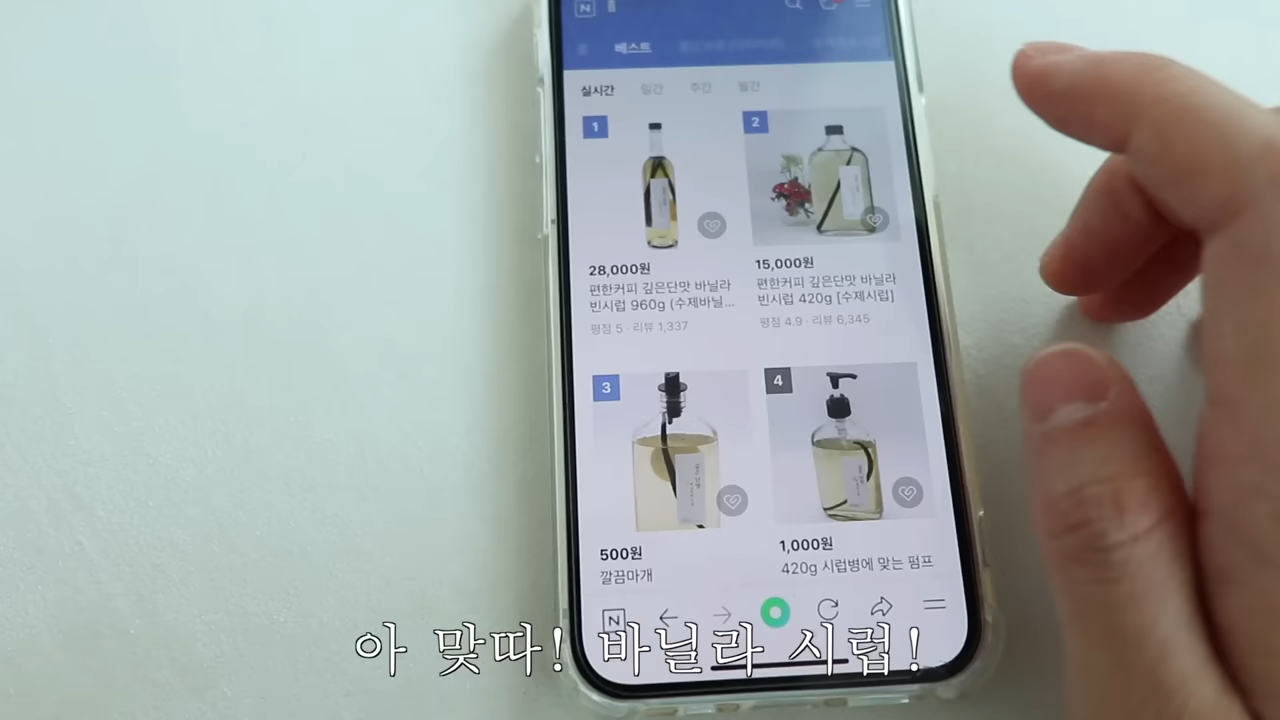 N
베스트
실시간 일간 주간 월간
1
2
28,000원
편한커피 깊은단맛 바닐라
빈시럽 960g (수제바닐...
평점 5 · 리뷰 1,337
15,000원
편한커피 깊은단맛 바닐라
빈시럽 420g [수제시럽]
평점 4.9 · 리뷰 6,345
3
4
500원
깔끔마개
1,000원
420g 시럽병에 맞는 펌프
N
아 맞따! 바닐라 시럽!